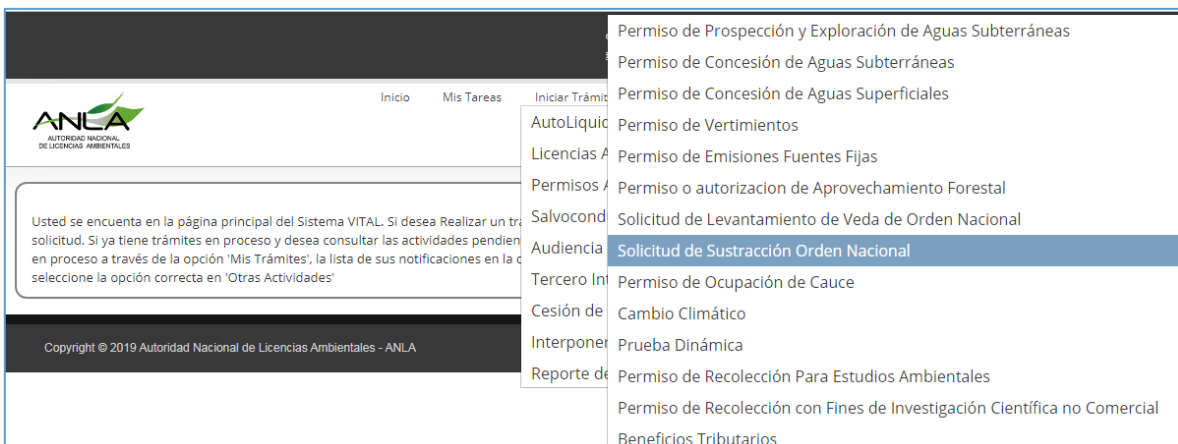 Inicio Mis Tareas Iniciar Trámit
ANLA
AUTORIDAD NACIONAL
DE LICENCIAS AMBIENTALES
Usted se encuenta en la página principal del Sistema VITAL. Si desea Realizar un tr
solicitud. Si ya tiene trámites en proceso y desea consultar las actividades pendien
en proceso a través de la opción 'Mis Trámites', la lista de sus notificaciones en la
seleccione la opción correcta en 'Otras Actividades'
Copyright © 2019 Autoridad Nacional de Licencias Ambientales - ANLA
AutoLiquid
Licencias A
Permisos A
Salvocond
Audiencia
Tercero Int
Cesión de
Interponer
Reporte de
Permiso de Prospección y Exploración de Aguas Subterráneas
Permiso de Concesión de Aguas Subterráneas
Permiso de Concesión de Aguas Superficiales
Permiso de Vertimientos
Permiso de Emisiones Fuentes Fijas
Permiso o autorizacion de Aprovechamiento Forestal
Solicitud de Levantamiento de Veda de Orden Nacional
Solicitud de Sustracción Orden Nacional
Permiso de Ocupación de Cauce
Cambio Climático
Prueba Dinámica
Permiso de Recolección Para Estudios Ambientales
Permiso de Recolección con Fines de Investigación Científica no Comercial
Beneficios Tributarios